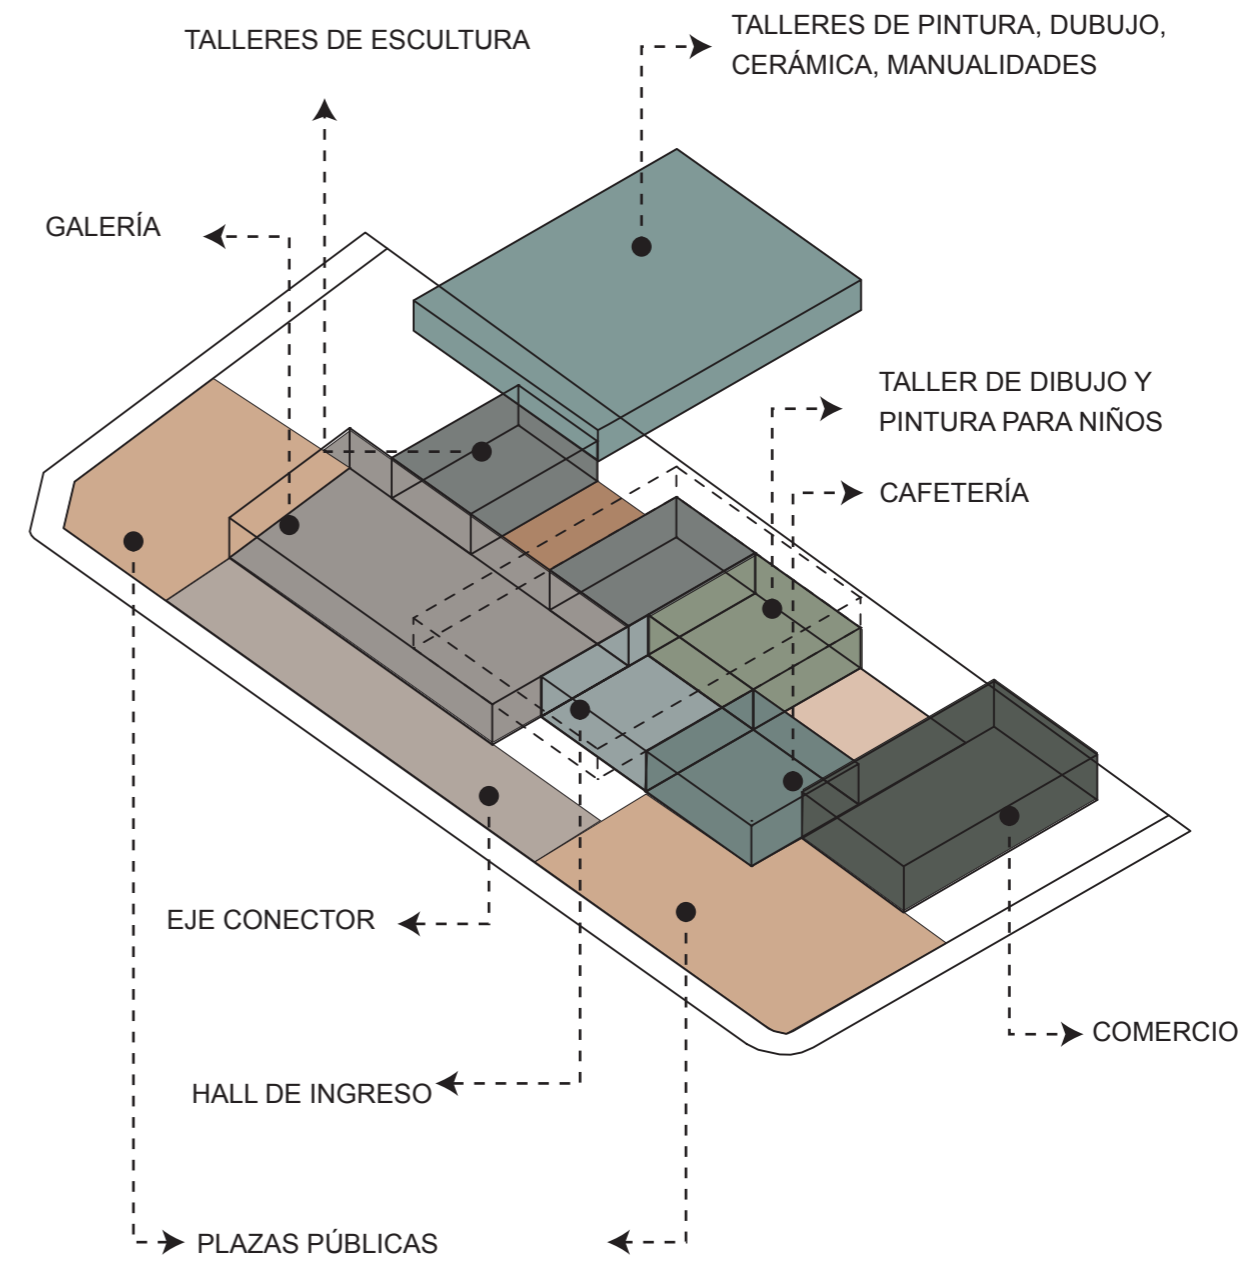 TALLERES DE ESCULTURA
TALLERES DE PINTURA, DUBUJO,
CERÁMICA, MANUALIDADES
GALERÍA
TALLER DE DIBUJO Y
PINTURA PARA NIÑOS
CAFETERÍA
EJE CONECTOR
COMERCIO
HALL DE INGRESO
PLAZAS PÚBLICAS